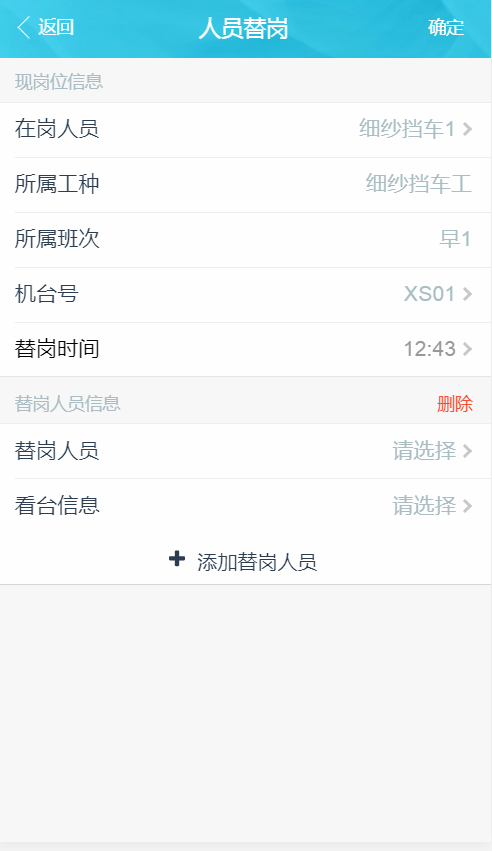 返回 人员替岗 确定
现岗位信息
在岗人员 细纱挡车1
所属工种 细纱挡车工
所属班次 早1
机台号 XS01
替岗时间 12:43
替岗人员信息 删除
替岗人员 请选择
看台信息 请选择
添加替岗人员